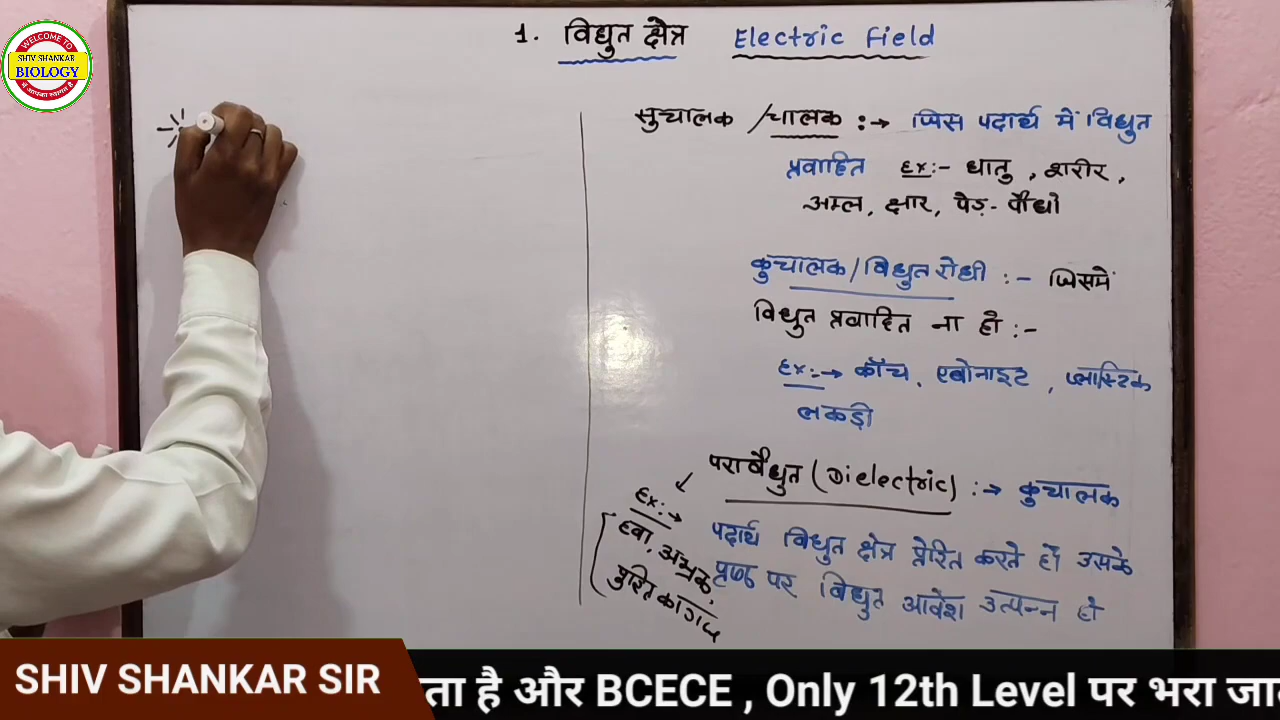 WELCOME TO
SHIV SHANKAR
BIOLOGY
में आपका स्वागत है
1. विधुत क्षेत्र Electric Field
सुचालक / चालक :→ जिस पदार्थ में विधुत
प्रवाहित Ex:- धातु, शरीर,
अम्ल, क्षार, पेड़-पौधो
कुचालक / विधुत रोधी :- जिसमें
विधुत प्रवाहित ना हो :-
Ex:→ काँच, एबोनाइट, प्लास्टिक
लकड़ी
परावैधुत (Dielectric) :→ कुचालक
पदार्थ विधुत क्षेत्र प्रेरित करते हों उसके
पृष्ठ पर विधुत आवेश उत्पन्न हो
Ex:→
हवा, अभ्रक,
कागज
SHIV SHANKAR SIR
ता है और BCECE , Only 12th Level पर भरा जा